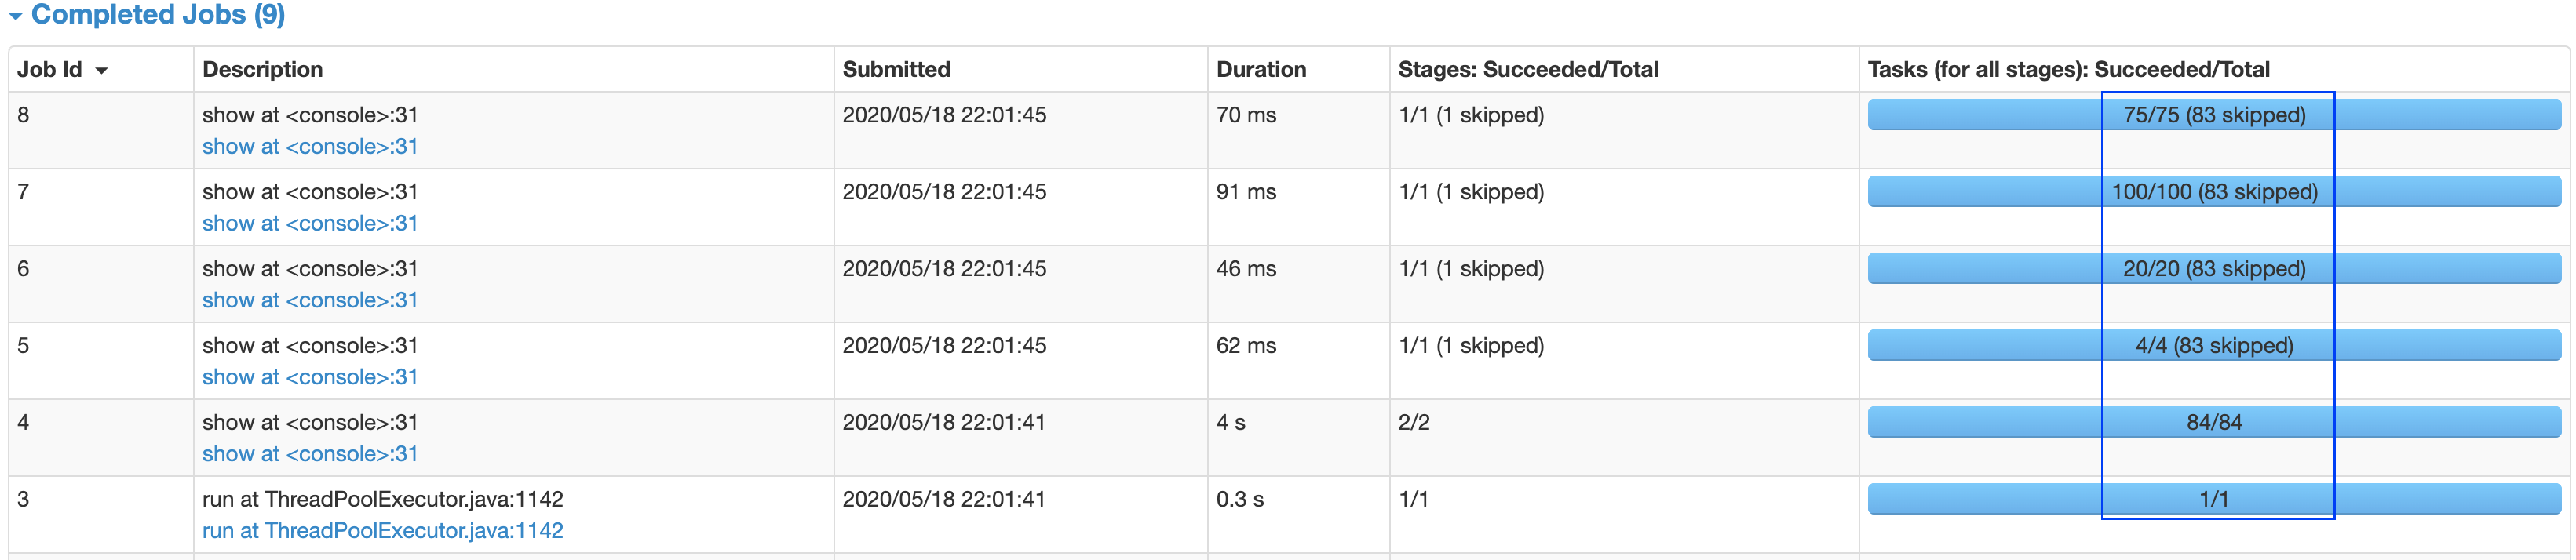 Completed Jobs (9)
Job Id Description Submitted Duration Stages: Succeeded/Total Tasks (for all stages): Succeeded/Total
8 show at <console>:31 2020/05/18 22:01:45 70 ms 1/1 (1 skipped) 75/75 (83 skipped)
show at <console>:31
7 show at <console>:31 2020/05/18 22:01:45 91 ms 1/1 (1 skipped) 100/100 (83 skipped)
show at <console>:31
6 show at <console>:31 2020/05/18 22:01:45 46 ms 1/1 (1 skipped) 20/20 (83 skipped)
show at <console>:31
5 show at <console>:31 2020/05/18 22:01:45 62 ms 1/1 (1 skipped) 4/4 (83 skipped)
show at <console>:31
4 show at <console>:31 2020/05/18 22:01:41 4 s 2/2 84/84
show at <console>:31
3 run at ThreadPoolExecutor.java:1142 2020/05/18 22:01:41 0.3 s 1/1 1/1
run at ThreadPoolExecutor.java:1142